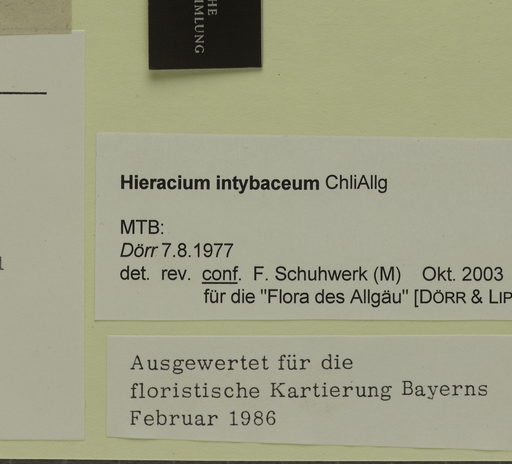 HE
MMLUNG
Hieracium intybaceum ChliAllg
MTB:
Dörr 7.8.1977
det. rev. conf. F. Schuhwerk (M) Okt. 2003
für die "Flora des Allgäu" [DÖRR & LIP
Ausgewertet für die
floristische Kartierung Bayerns
Februar 1986